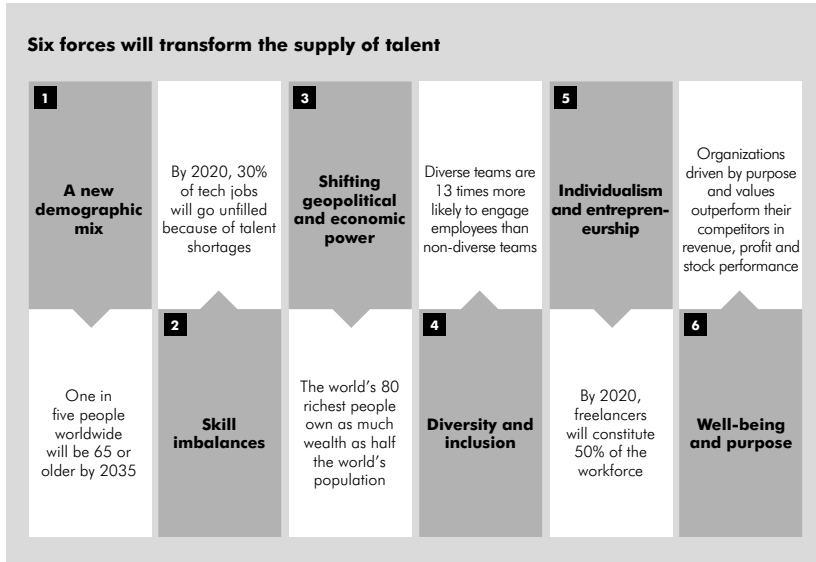 Six forces will transform the supply of talent
1
A new
demographic
mix
One in
five people
worldwide
will be 65 or
older by 2035
By 2020, 30%
of tech jobs
will go unfilled
because of talent
shortages
2
Skill
imbalances
3
Shifting
geopolitical
and economic
power
The world's 80
richest people
own as much
wealth as half
the world's
population
Diverse teams are
13 times more
likely to engage
employees than
non-diverse teams
4
Diversity and
inclusion
5
Individualism
and entrepren-
eurship
By 2020,
freelancers
will constitute
50% of the
workforce
Organizations
driven by purpose
and values
outperform their
competitors in
revenue, profit and
stock performance
6
Well-being
and purpose